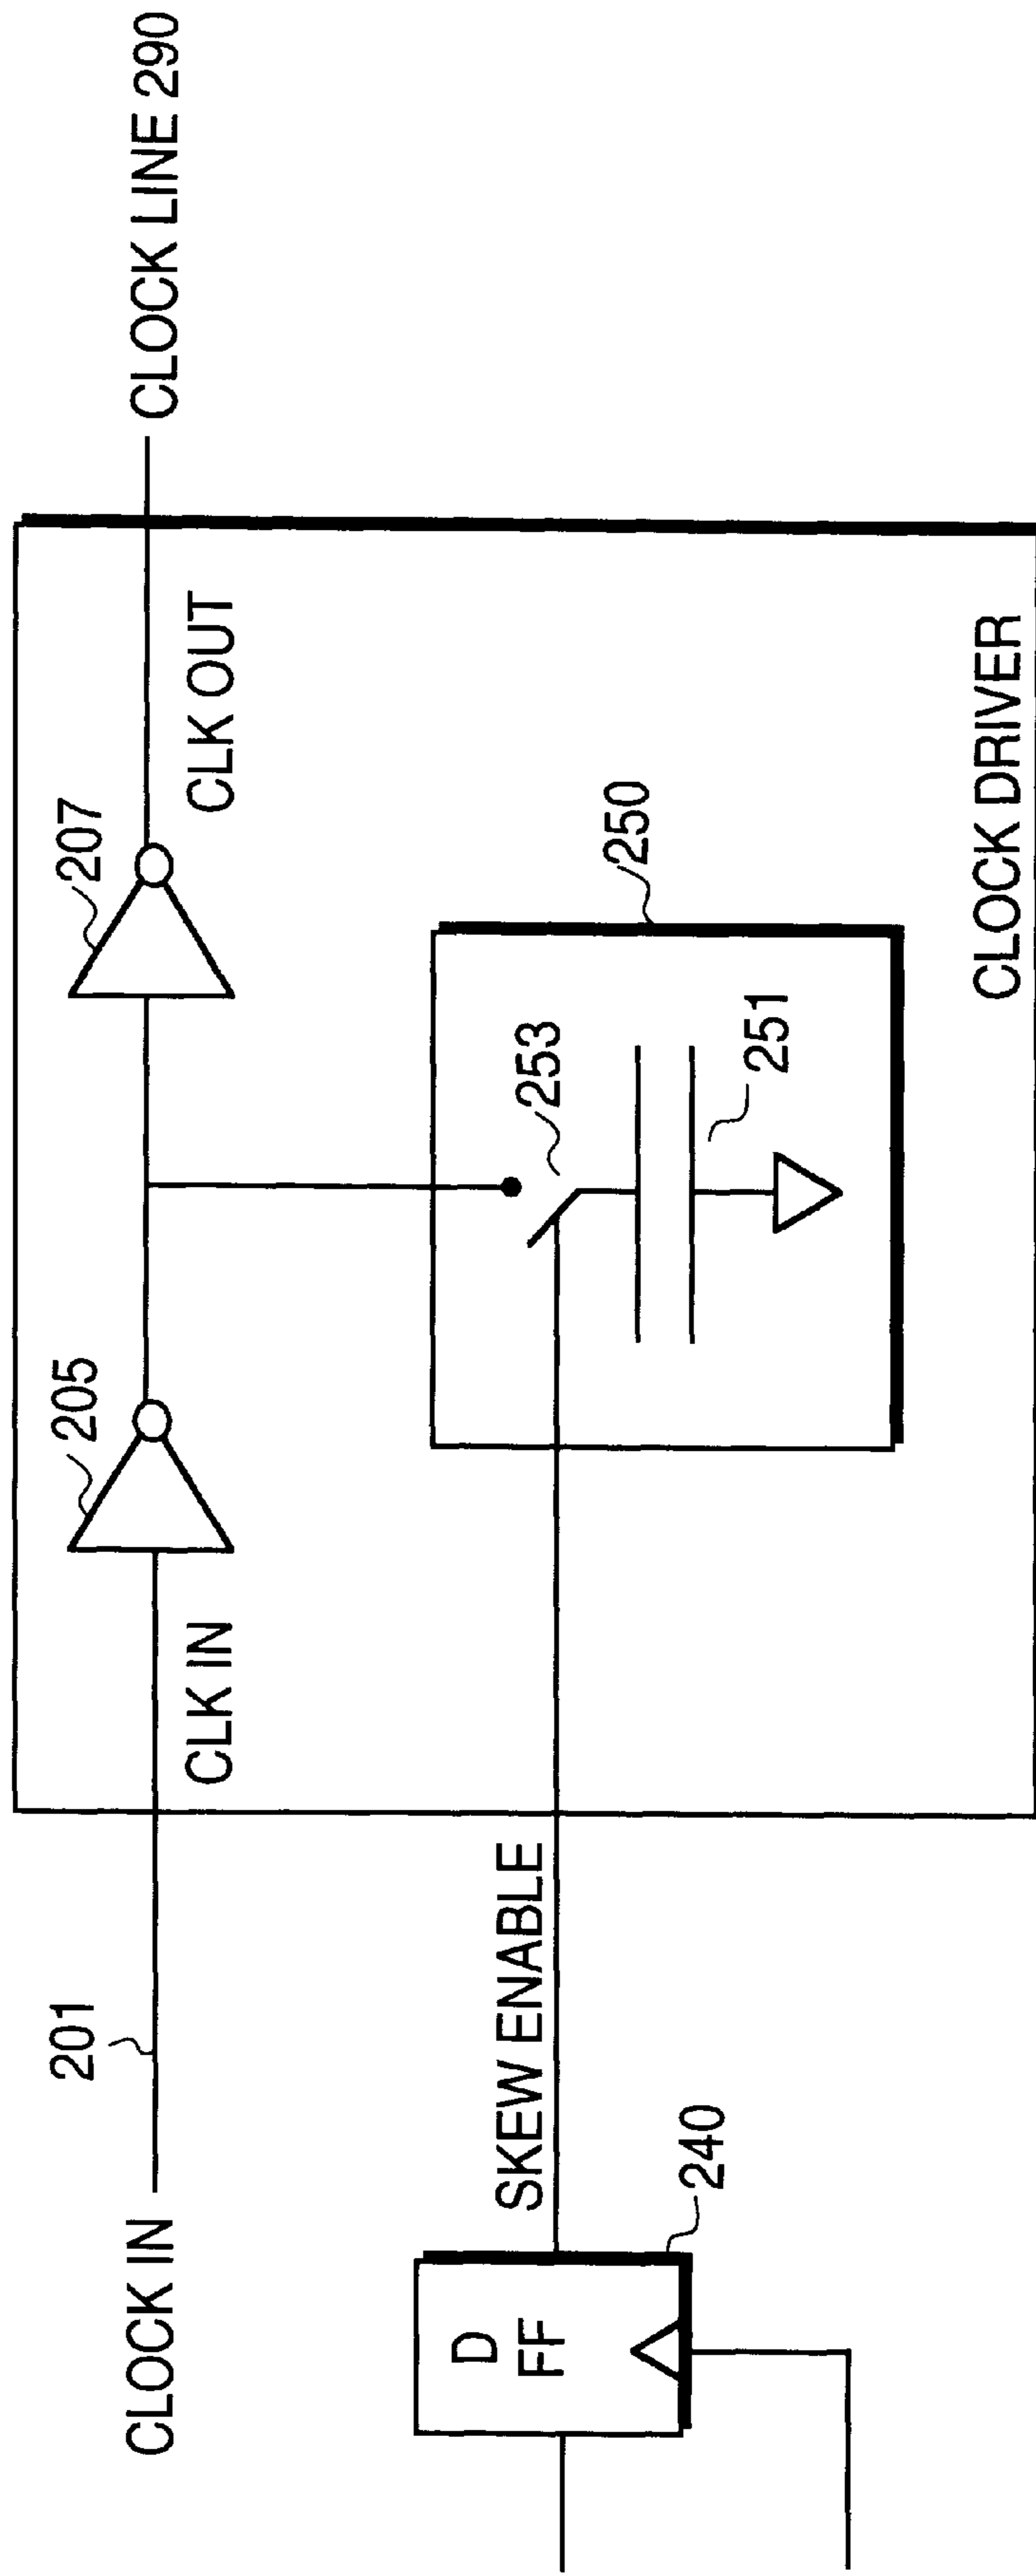 CLOCK IN
201
CLK IN
205
207
CLK OUT
CLOCK LINE 290
D
FF
240
SKEW ENABLE
253
251
250
CLOCK DRIVER